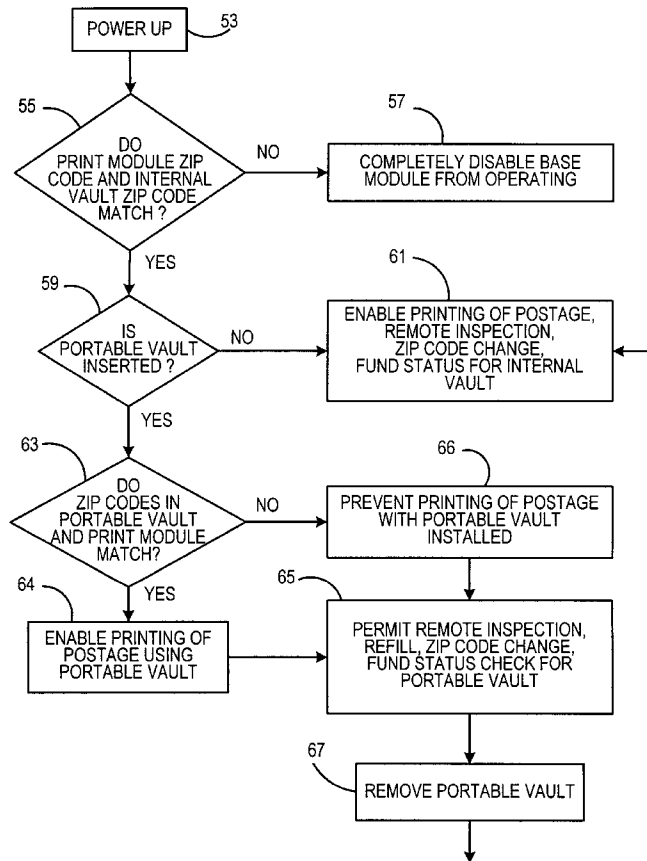 POWER UP
53
55
DO
PRINT MODULE ZIP
CODE AND INTERNAL
VAULT ZIP CODE
MATCH ?
NO
57
COMPLETELY DISABLE BASE
MODULE FROM OPERATING
YES
59
IS
PORTABLE VAULT
INSERTED ?
NO
61
ENABLE PRINTING OF POSTAGE,
REMOTE INSPECTION,
ZIP CODE CHANGE,
FUND STATUS FOR INTERNAL
VAULT
YES
63
DO
ZIP CODES IN
PORTABLE VAULT
AND PRINT MODULE
MATCH?
NO
66
PREVENT PRINTING OF POSTAGE
WITH PORTABLE VAULT
INSTALLED
YES
64
ENABLE PRINTING OF
POSTAGE USING
PORTABLE VAULT
65
PERMIT REMOTE INSPECTION,
REFILL, ZIP CODE CHANGE,
FUND STATUS CHECK FOR
PORTABLE VAULT
67
REMOVE PORTABLE VAULT